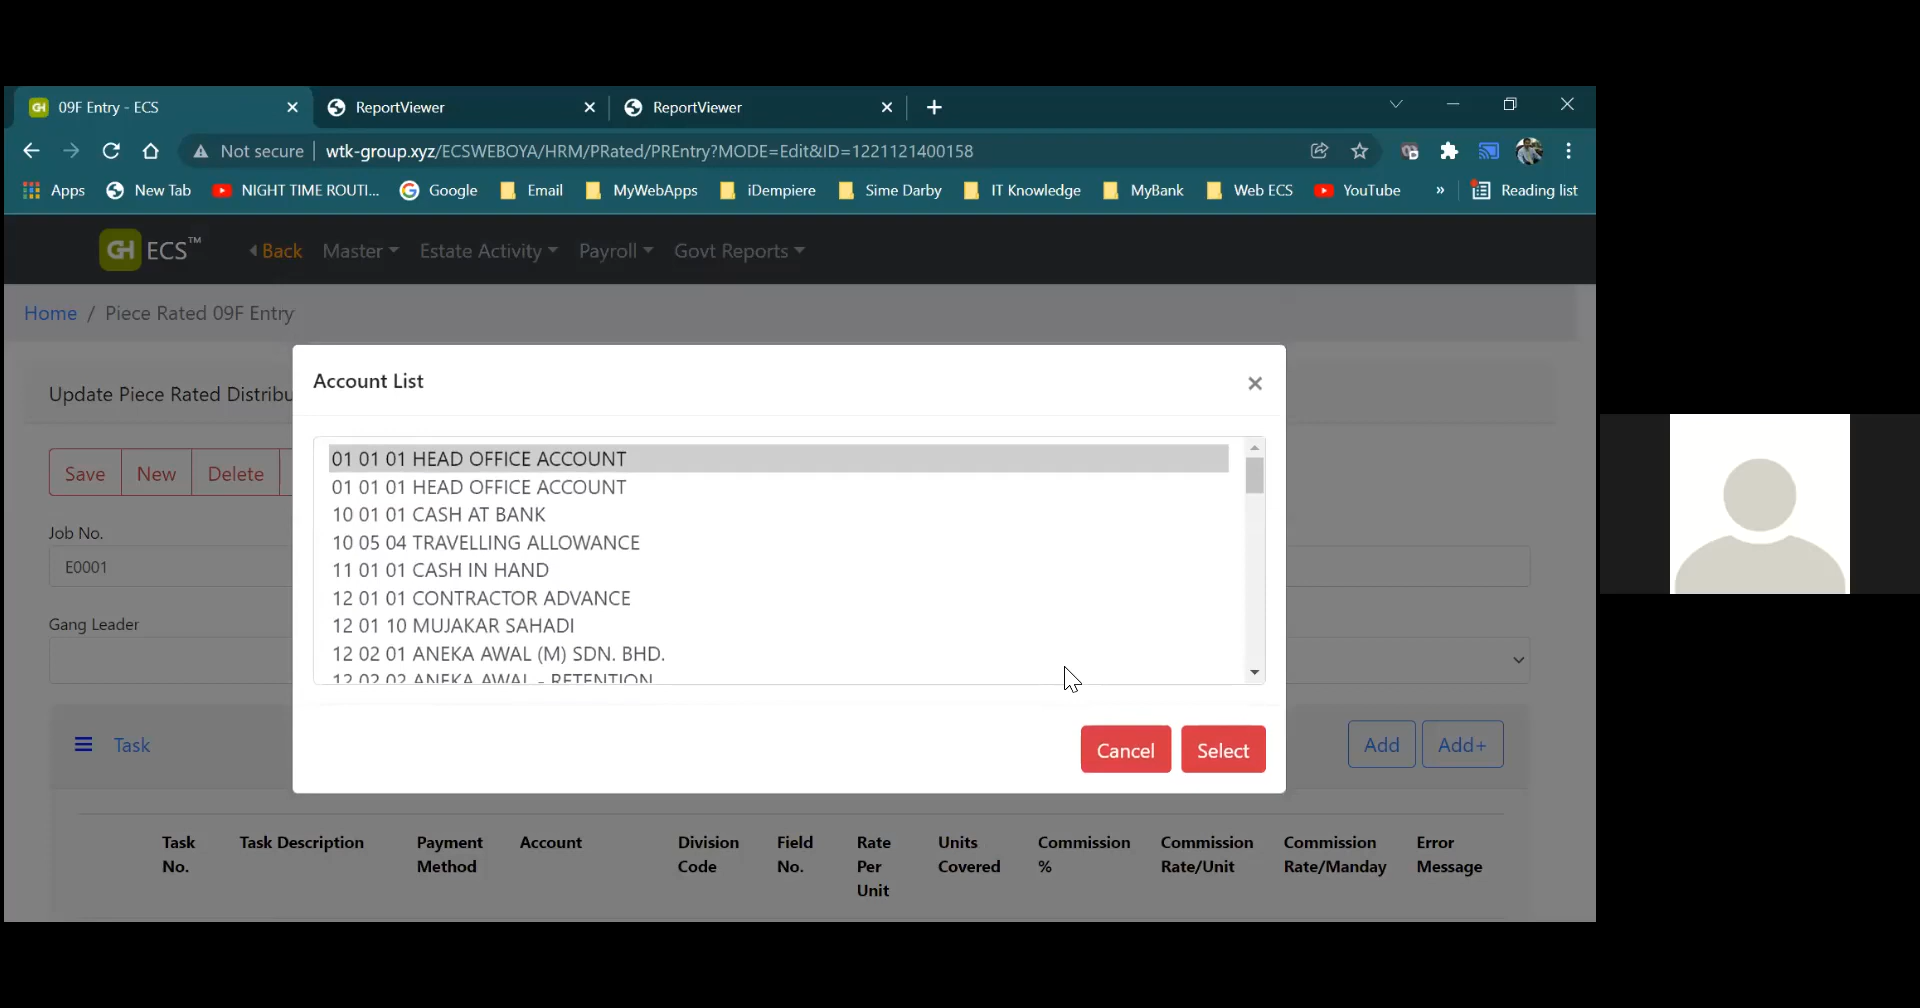 09F Entry - ECS
ReportViewer
ReportViewer
Not secure
wtk-group.xyz/ECSWEBOYA/HRM/PRated/PREntry?MODE=Edit&ID=1221121400158
Apps
New Tab
NIGHT TIME ROUTI...
Google
Email
MyWebApps
iDempiere
Sime Darby
IT Knowledge
MyBank
Web ECS
YouTube
»
Reading list
GH ECS™
Back
Master
Estate Activity
Payroll
Govt Reports
Home / Piece Rated 09F Entry
Update Piece Rated Distribu
Account List
01 01 01 HEAD OFFICE ACCOUNT
01 01 01 HEAD OFFICE ACCOUNT
10 01 01 CASH AT BANK
10 05 04 TRAVELLING ALLOWANCE
11 01 01 CASH IN HAND
12 01 01 CONTRACTOR ADVANCE
12 01 10 MUJAKAR SAHADI
12 02 01 ANEKA AWAL (M) SDN. BHD.
12 02 02 ANEKA AWAL - RETENTION
Cancel
Select
Save
New
Delete
Job No.
E0001
Gang Leader
Task
Add
Add+
Task No.
Task Description
Payment Method
Account
Division Code
Field No.
Rate Per Unit
Units Covered
Commission %
Commission Rate/Unit
Commission Rate/Manday
Error Message